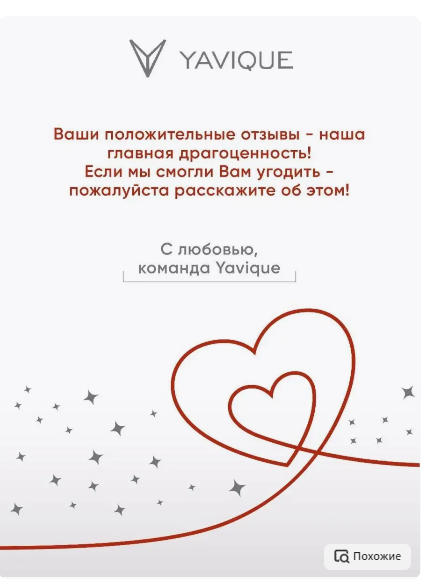 YAVIQUE
Ваши положительные отзывы - наша
главная драгоценность!
Если мы смогли Вам угодить -
пожалуйста расскажите об этом!
С любовью,
команда Yavique
Похожие